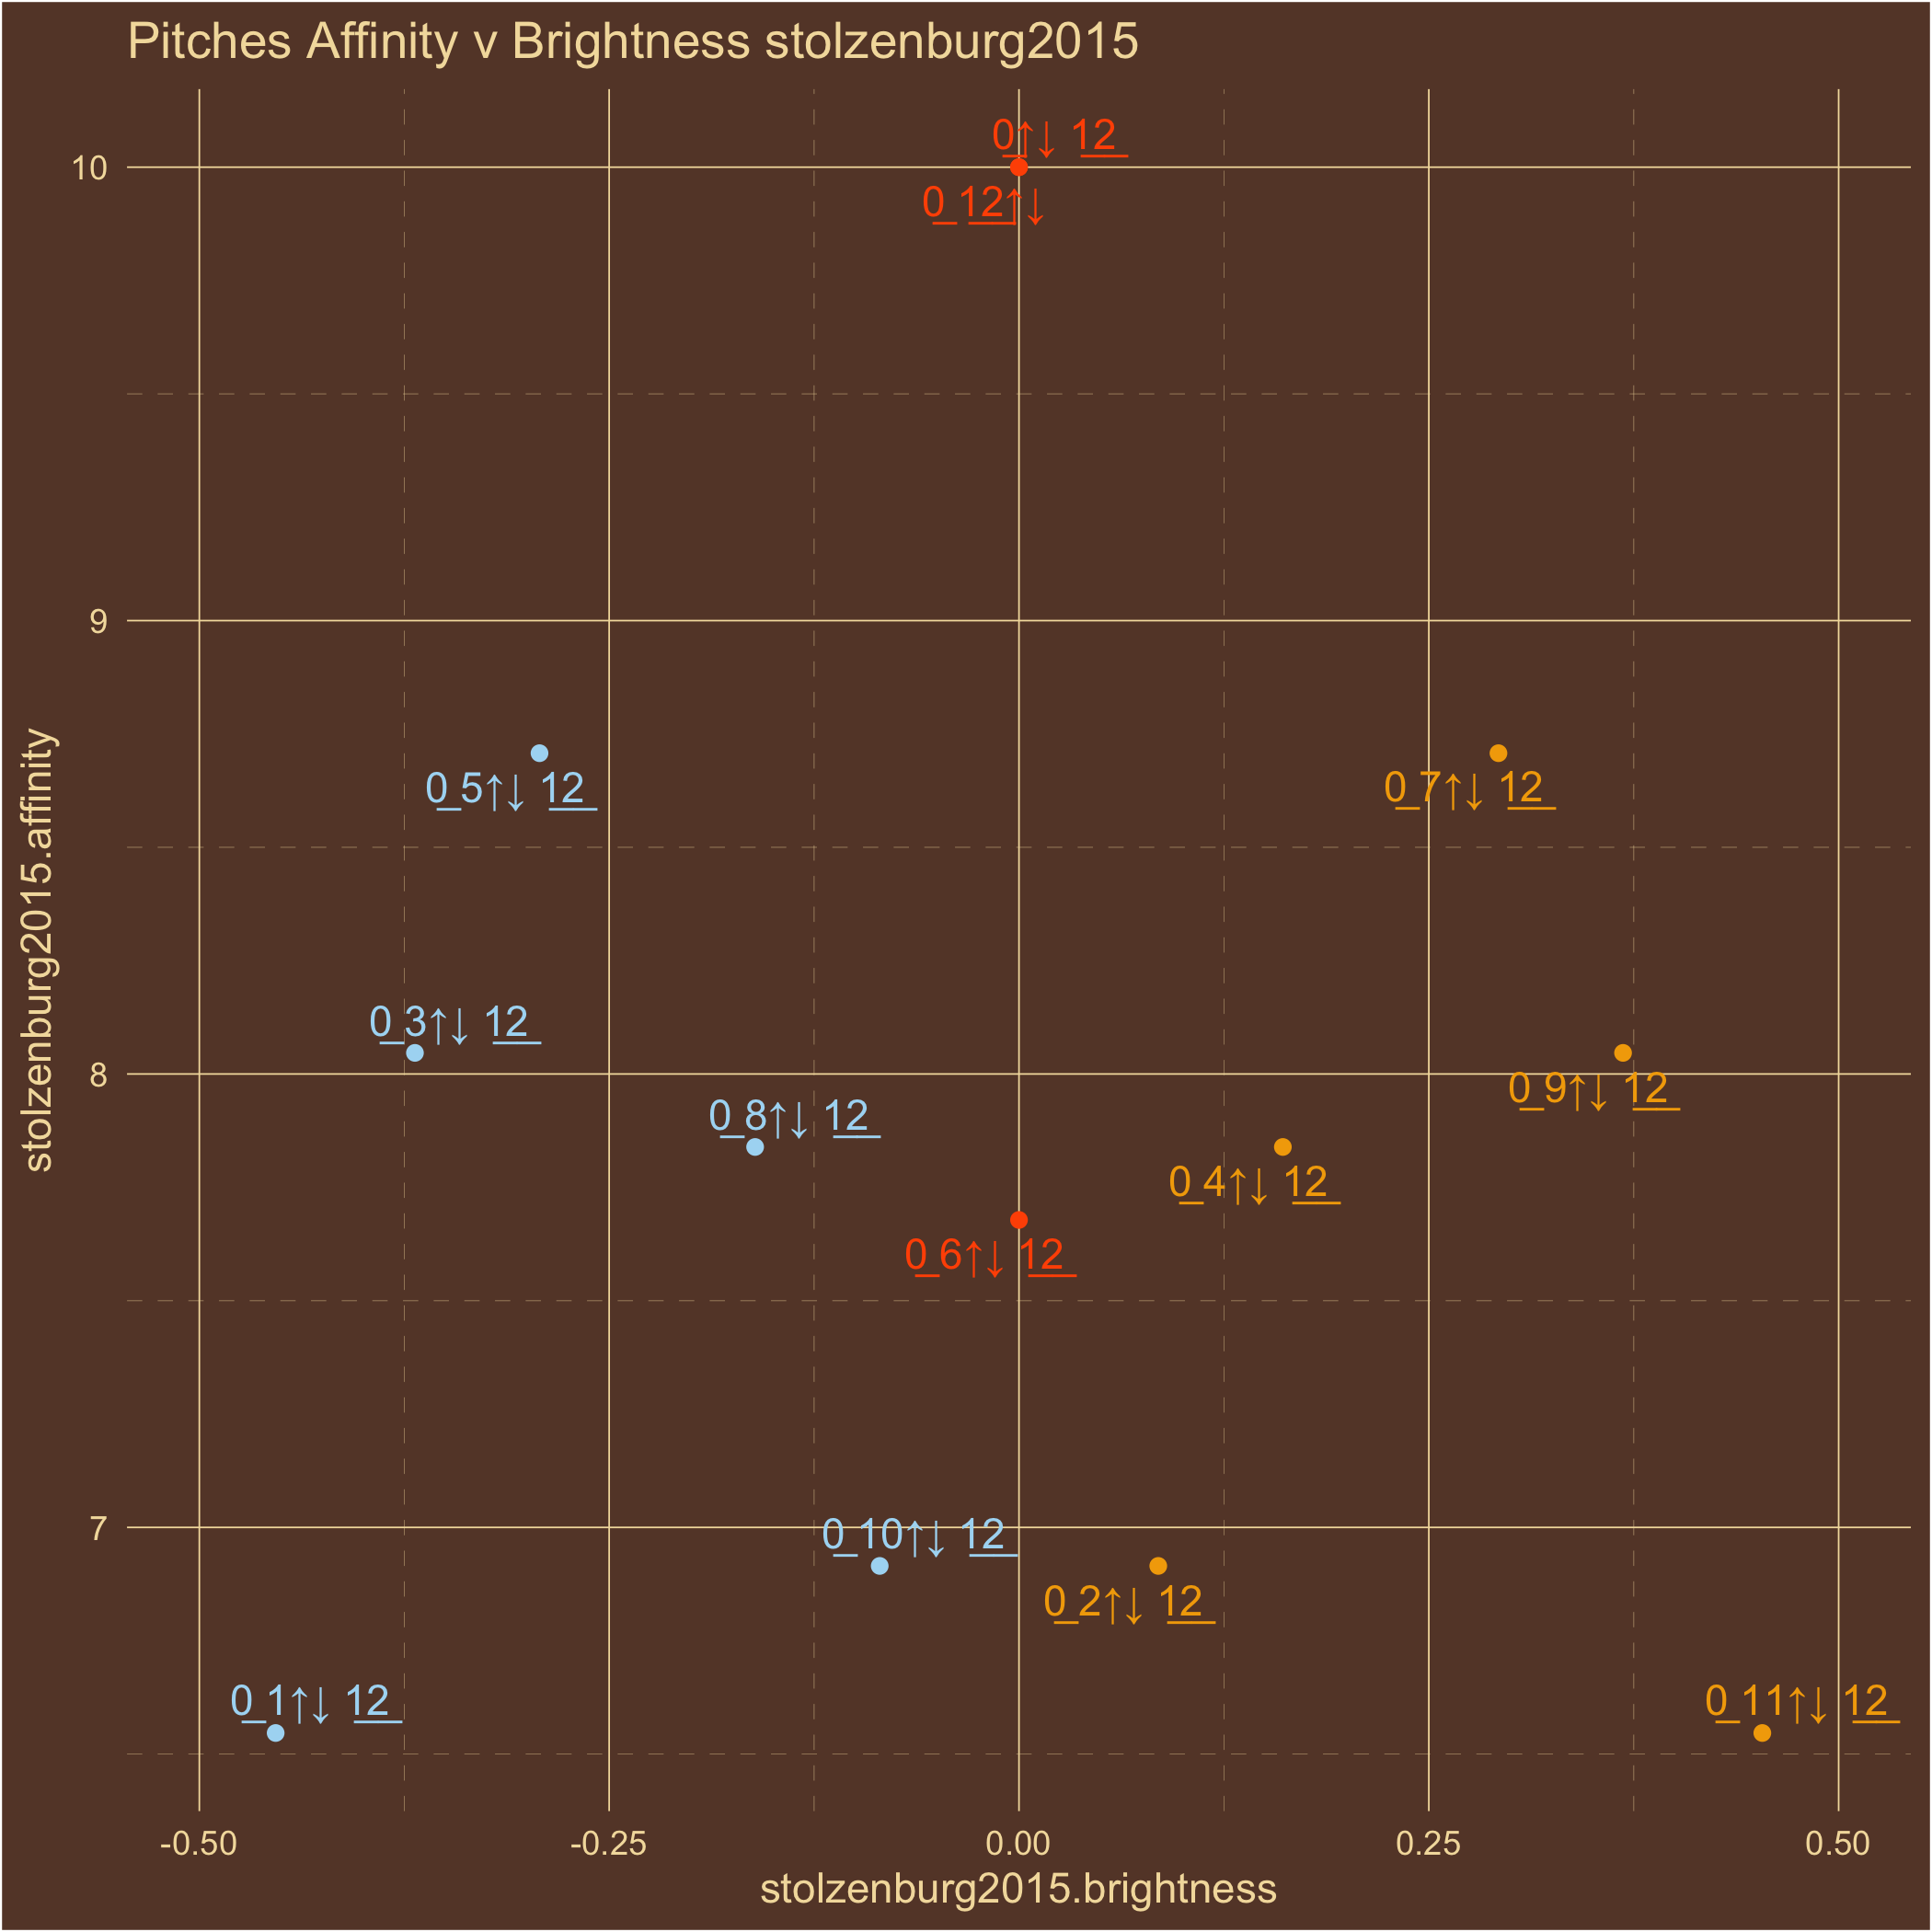 Pitches Affinity v Brightness stolzenburg2015
stolzenburg2015.affinity
10
9
8
7
0↑↓ 12
0 12↑↓
0 5↑↓ 12
0 7↑↓ 12
0 3↑↓ 12
0 9↑↓ 12
0 8↑↓ 12
0 4↑↓ 12
0 6↑↓ 12
0 10↑↓ 12
0 2↑↓ 12
0 1↑↓ 12
0 11↑↓ 12
-0.50 -0.25 0.00 0.25 0.50
stolzenburg2015.brightness